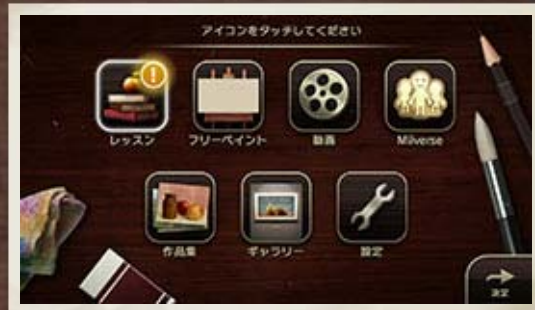 アイコンをタッチしてください
レッスン
フリーペイント
動画
Miiverse
作品集
ギャラリー
設定
決定